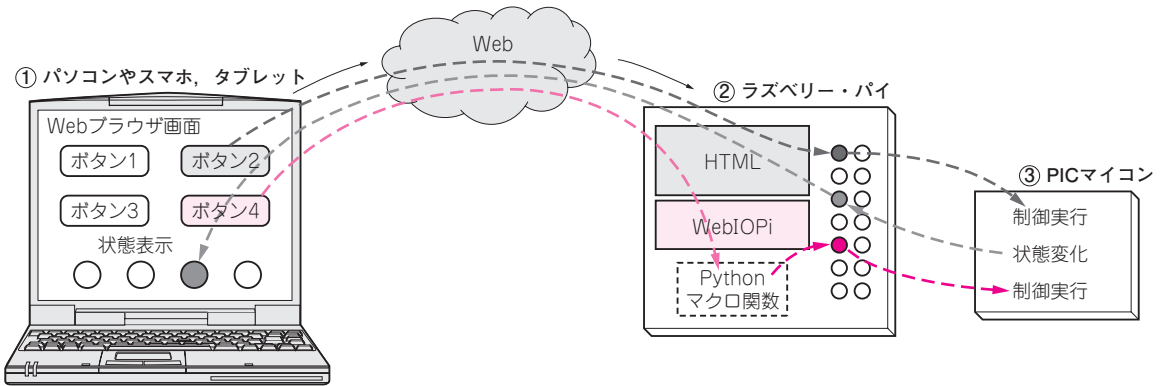 Web
① パソコンやスマホ，タブレット
Webブラウザ画面
ボタン1
ボタン2
ボタン3
ボタン4
状態表示
② ラズベリー・パイ
HTML
WebIOPi
Python
マクロ関数
③ PICマイコン
制御実行
状態変化
制御実行